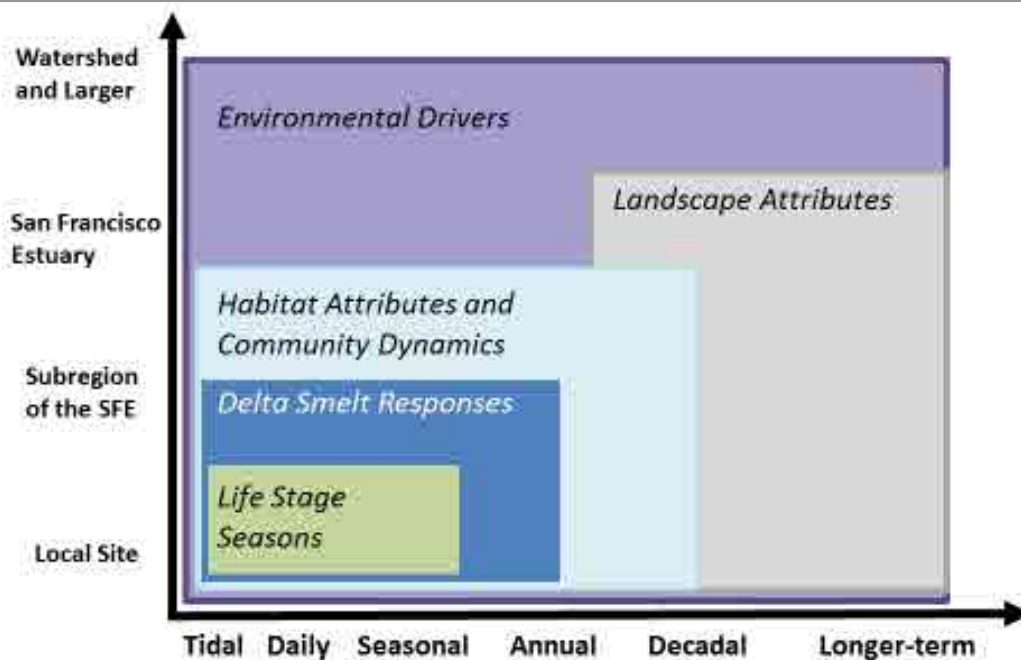 Watershed
and Larger
Environmental Drivers
Landscape Attributes
San Francisco
Estuary
Habitat Attributes and
Community Dynamics
Subregion
of the SFE
Delta Smelt Responses
Life Stage
Seasons
Local Site
Tidal Daily Seasonal Annual Decadal Longer-term